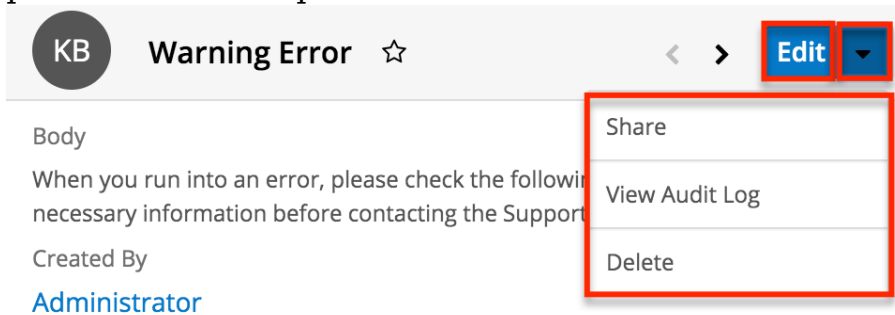 KB
Warning Error
Edit
Share
Body
When you run into an error, please check the
View Audit Log
necessary information before contacting the Support
Created By
Delete
Administrator